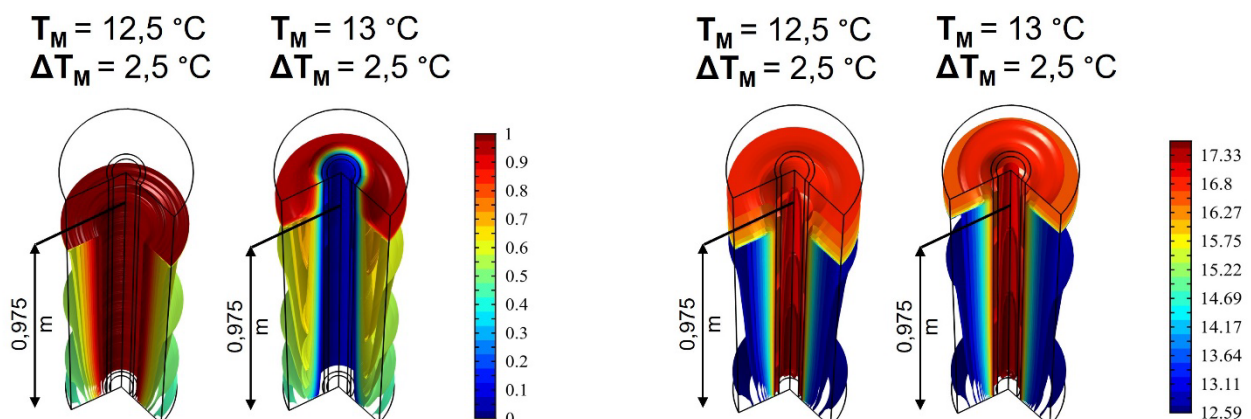 T_M = 12,5 °C
ΔT_M = 2,5 °C
T_M = 13 °C
ΔT_M = 2,5 °C
0,975
m
0,975
m
1
0.9
0.8
0.7
0.6
0.5
0.4
0.3
0.2
0.1
0
T_M = 12,5 °C
ΔT_M = 2,5 °C
T_M = 13 °C
ΔT_M = 2,5 °C
0,975
m
0,975
m
17.33
16.8
16.27
15.75
15.22
14.69
14.17
13.64
13.11
12.59